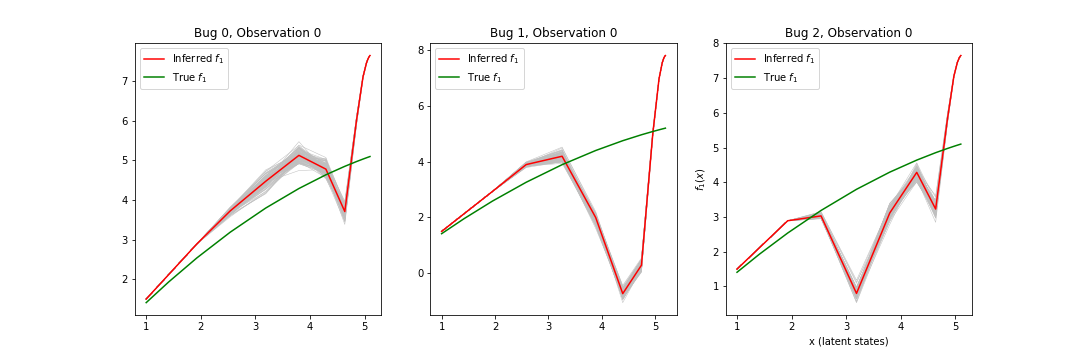 Bug 0, Observation 0
Inferred f₁
True f₁
7
6
5
4
3
2
1 2 3 4 5
Bug 1, Observation 0
Inferred f₁
True f₁
8
6
4
2
0
1 2 3 4 5
Bug 2, Observation 0
Inferred f₁
True f₁
f₁(x)
8
7
6
5
4
3
2
1
1 2 3 4 5
x (latent states)